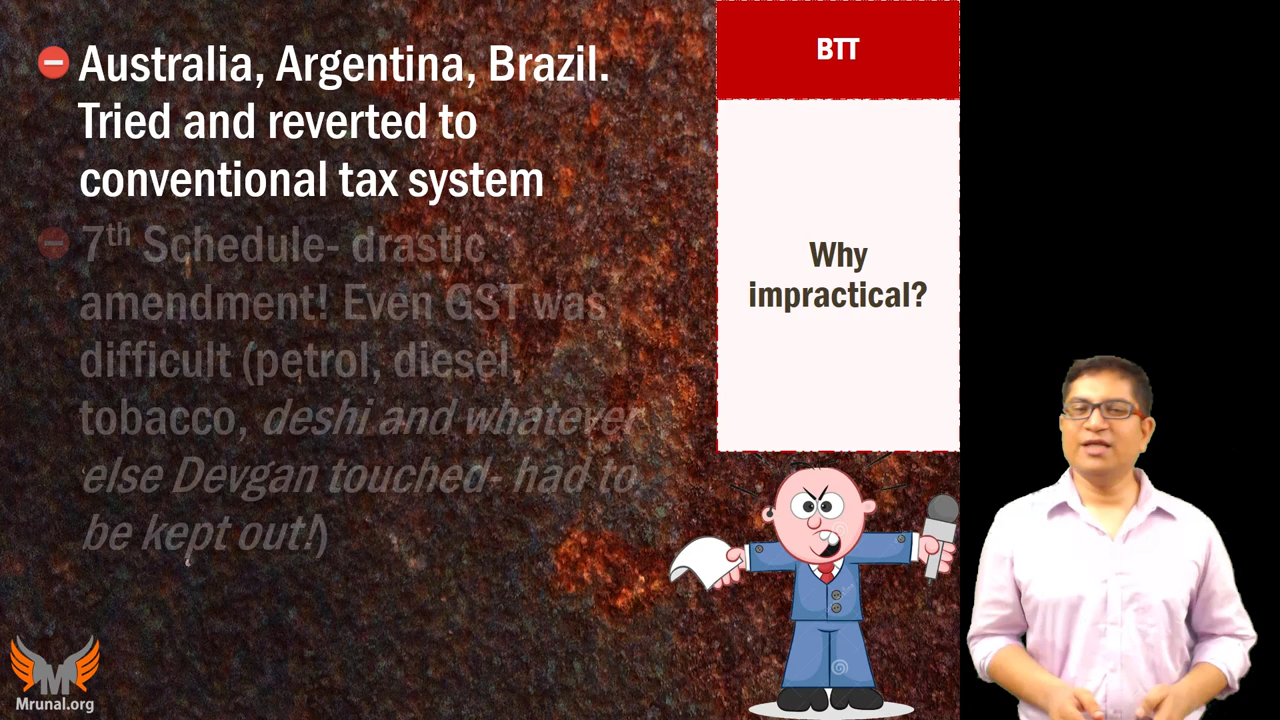 Australia, Argentina, Brazil.
Tried and reverted to
conventional tax system
7th Schedule- drastic
amendment! Even GST was
difficult (petrol, diesel,
tobacco, deshi and whatever
else Devgan touched- had to
be kept out!)
BTT
Why
impractical?
Mrunal.org